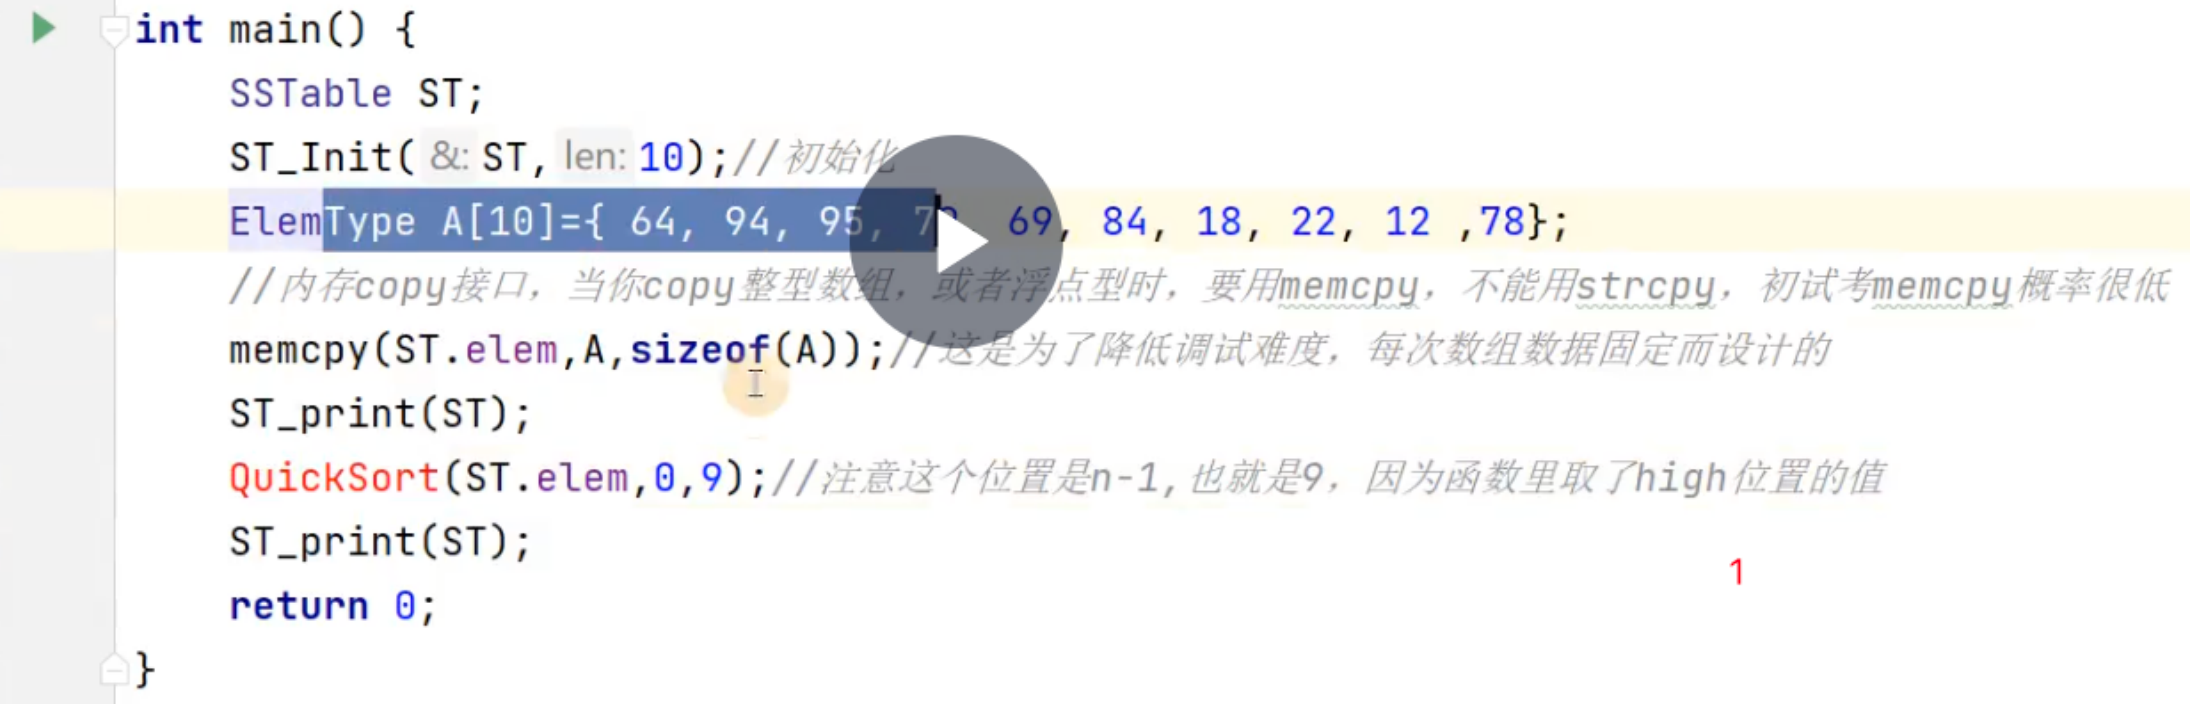 int main() {
SSTable ST;
ST_Init( &: ST, len: 10);//初始化
ElemType A[10]={ 64, 94, 95, 69, 84, 18, 22, 12 ,78};
//内存copy接口，当你copy整型数组，或者浮点型时，要用memcpy，不能用strcpy，初试考memcpy概率很低
memcpy(ST.elem,A,sizeof(A));//这是为了降低调试难度，每次数组数据固定而设计的
ST_print(ST);
QuickSort(ST.elem,0,9);//注意这个位置是n-1,也就是9，因为函数里取了high位置的值
ST_print(ST);
1
return 0;
}